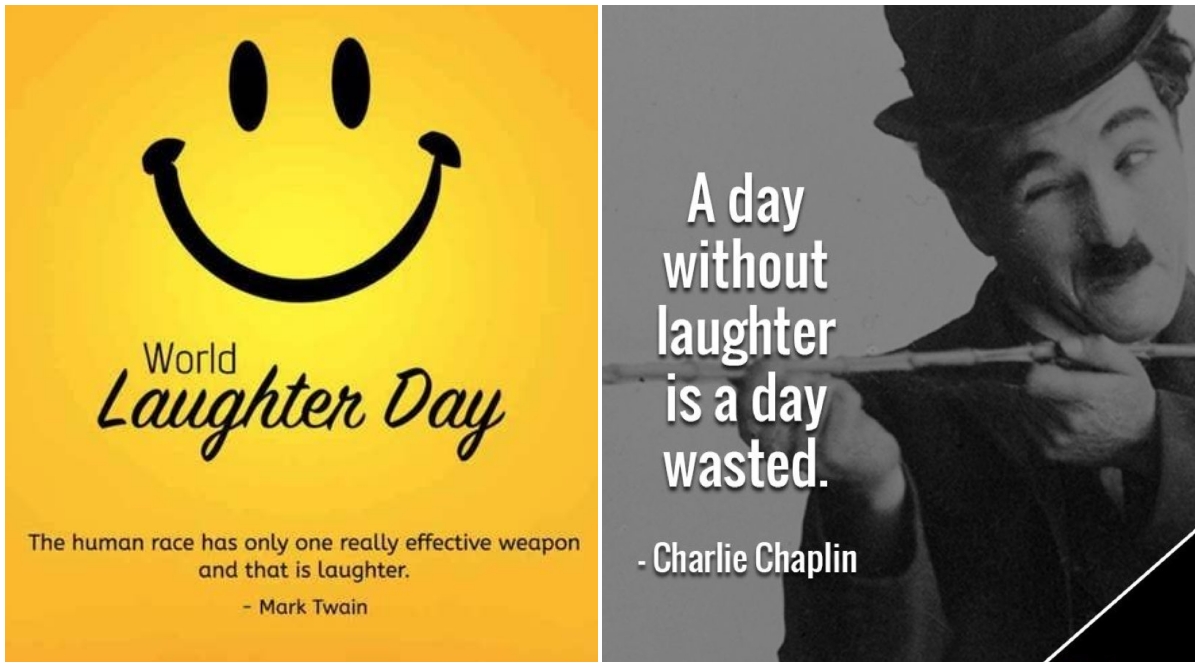 World
Laughter Day
The human race has only one really effective weapon
and that is laughter.
- Mark Twain
A day
without
laughter
is a day
wasted.
- Charlie Chaplin